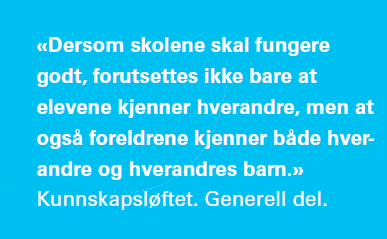 «Dersom skolene skal fungere
godt, forutsettes ikke bare at
elevene kjenner hverandre, men at
også foreldrene kjenner både hver-
andre og hverandres barn.»
Kunnskapsløftet. Generell del.